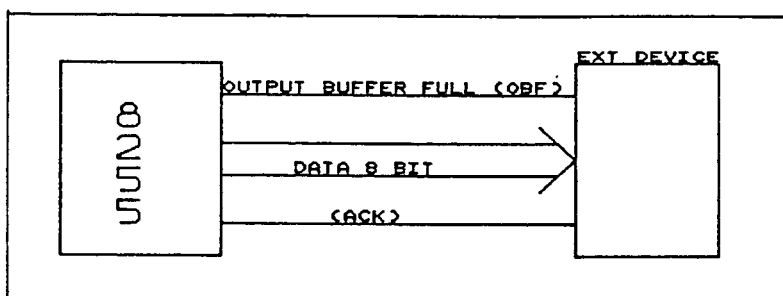 EXT DEVICE
OUTPUT BUFFER FULL (OBF)
8255
DATA 8 BIT
(ACK)